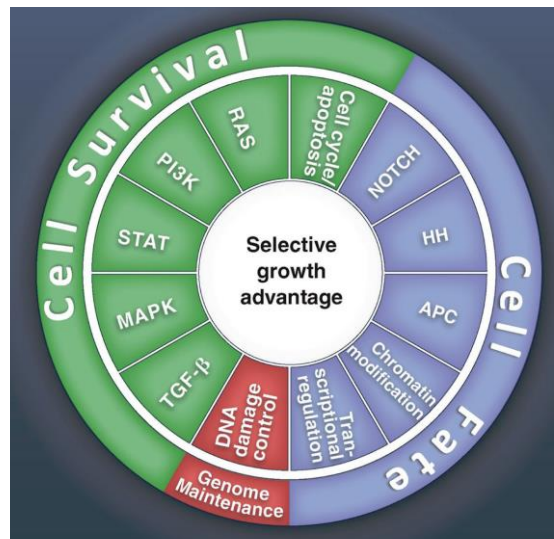 Cell Survival
Cell Fate
Genome
Maintenance
Cell cycle/
apoptosis
NOTCH
HH
APC
Chromatin
modification
Tran-
scriptional
regulation
DNA
damage
control
TGF-β
MAPK
STAT
PI3K
RAS
Selective
growth
advantage